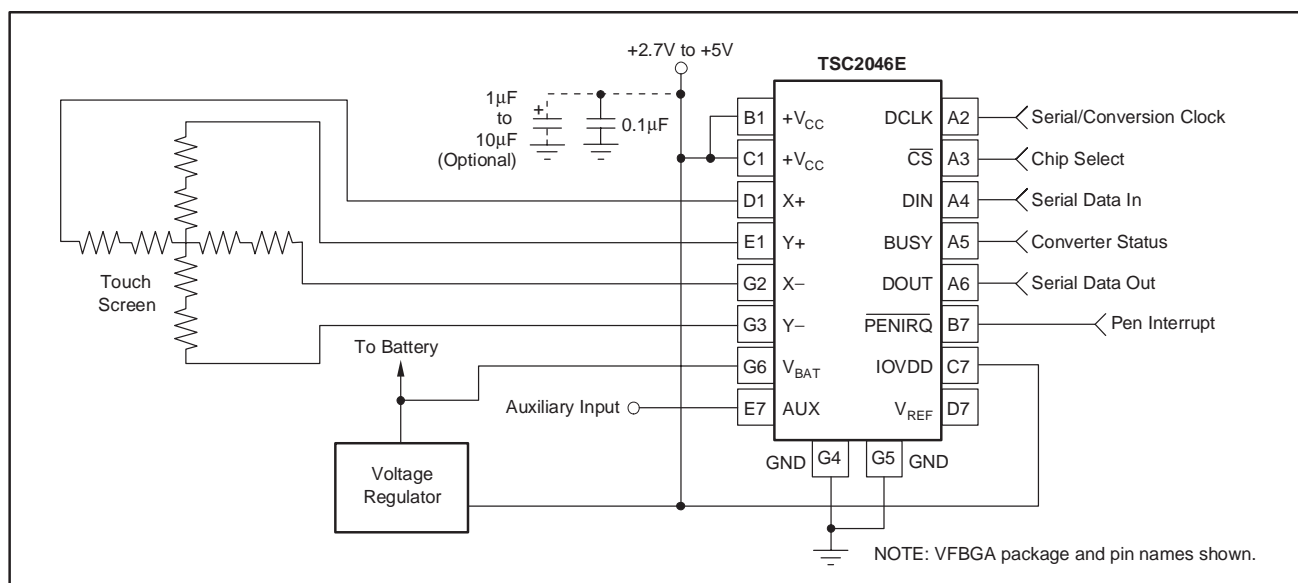 +2.7V to +5V
TSC2046E
1μF
to
10μF
(Optional)
+
0.1μF
B1 +VCC DCLK A2 Serial/Conversion Clock
C1 +VCC CS A3 Chip Select
D1 X+ DIN A4 Serial Data In
E1 Y+ BUSY A5 Converter Status
G2 X− DOUT A6 Serial Data Out
G3 Y− PENIRQ B7 Pen Interrupt
G6 VBAT IOVDD C7
Auxiliary Input E7 AUX VREF D7
Touch
Screen
To Battery
Voltage
Regulator
GND G4 G5 GND
NOTE: VFBGA package and pin names shown.